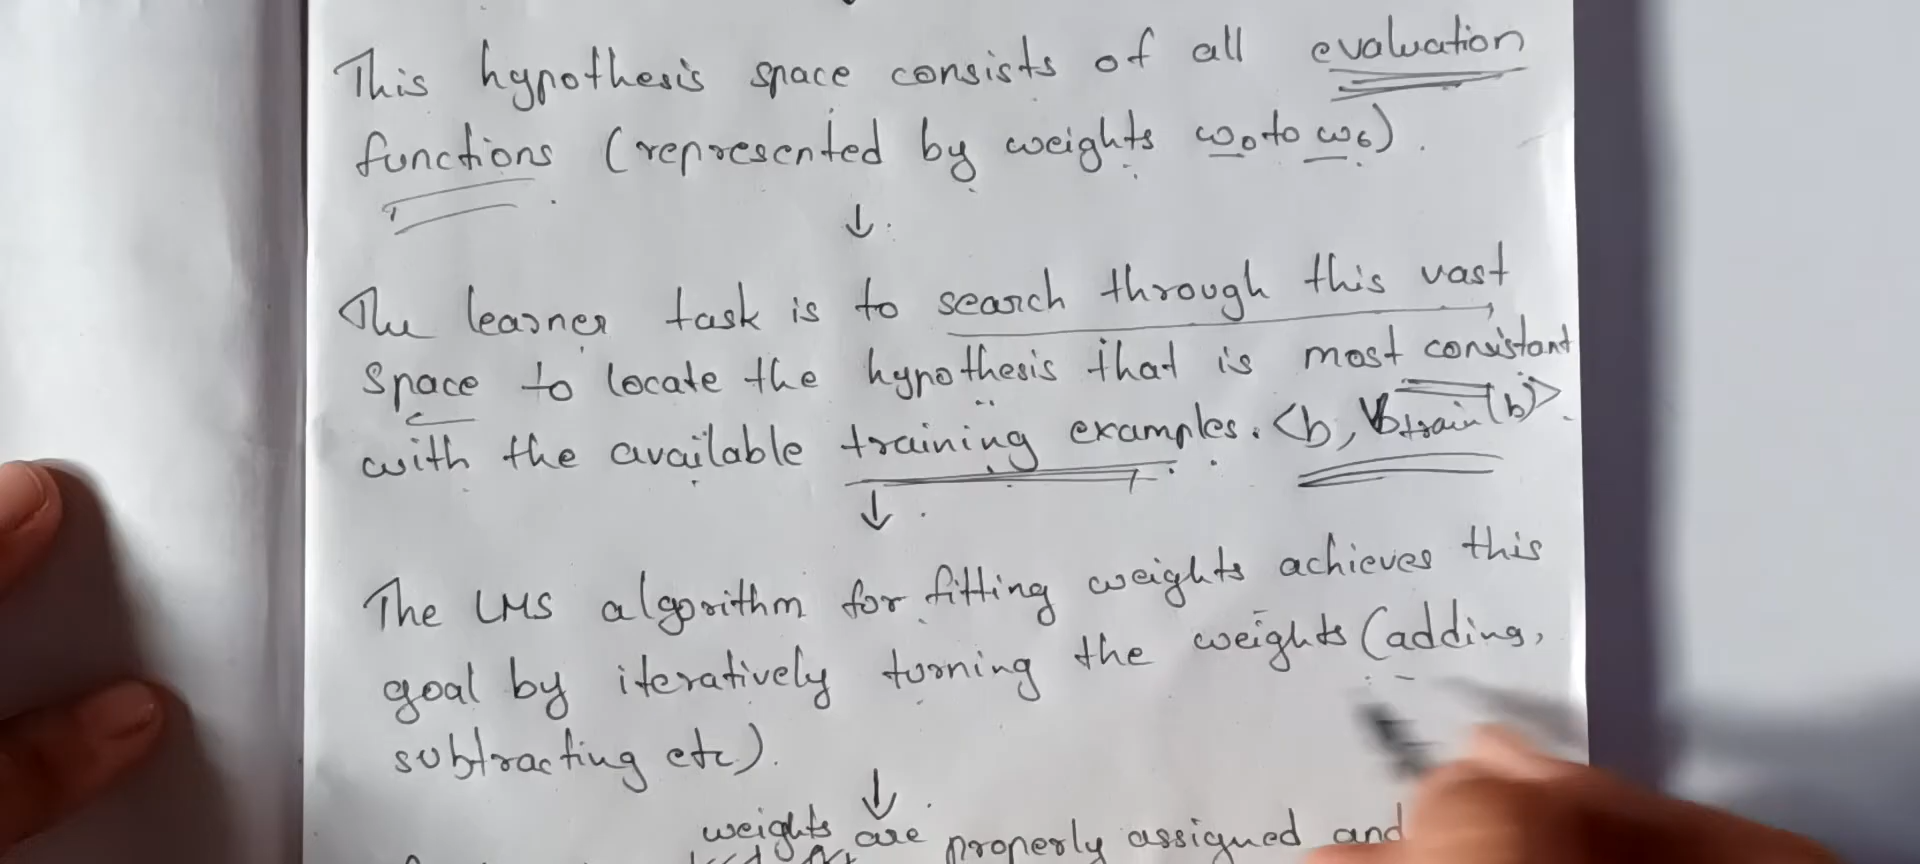 This hypothesis space consists of all evaluation
functions (represented by weights w0 to w6).
↓
The learner task is to search through this vast
space to locate the hypothesis that is most consistant
with the available training examples. <b, Vtrain(b)>.
↓
The LMS algorithm for fitting weights achieves this
goal by iteratively turning the weights (adding,
subtracting etc).
↓
weights are properly assigned and